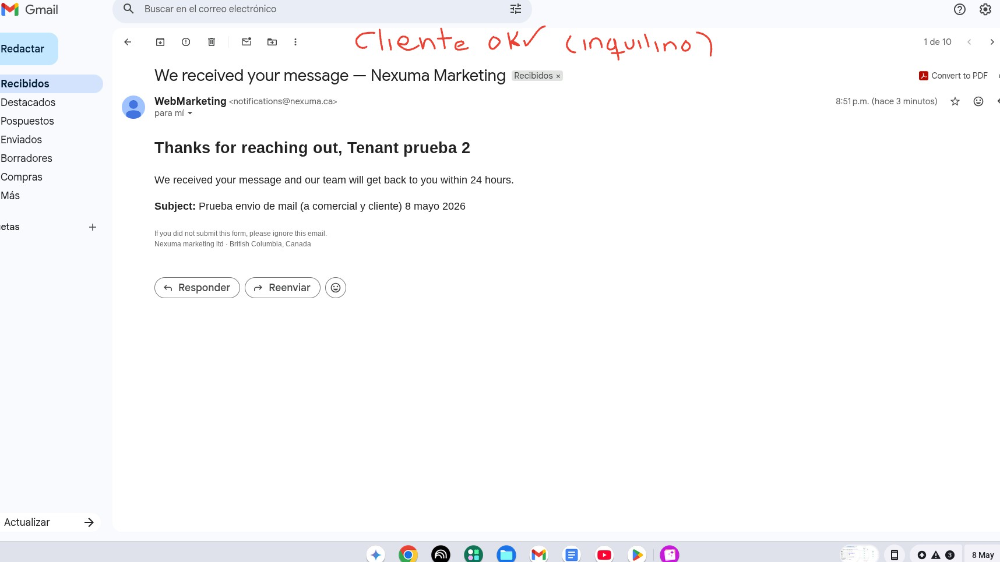 Gmail
Buscar en el correo electrónico
Cliente OK (inquilino)
1 de 10
Redactar
We received your message — Nexuma Marketing
Recibidos ×
Convert to PDF
Recibidos
WebMarketing <notifications@nexuma.ca>
8:51 p.m. (hace 3 minutos)
para mí
Destacados
Pospuestos
Enviados
Borradores
Compras
Más
etas
Thanks for reaching out, Tenant prueba 2
We received your message and our team will get back to you within 24 hours.
Subject: Prueba envio de mail (a comercial y cliente) 8 mayo 2026
If you did not submit this form, please ignore this email.
Nexuma marketing ltd · British Columbia, Canada
Responder
Reenviar
Actualizar
3
8 May